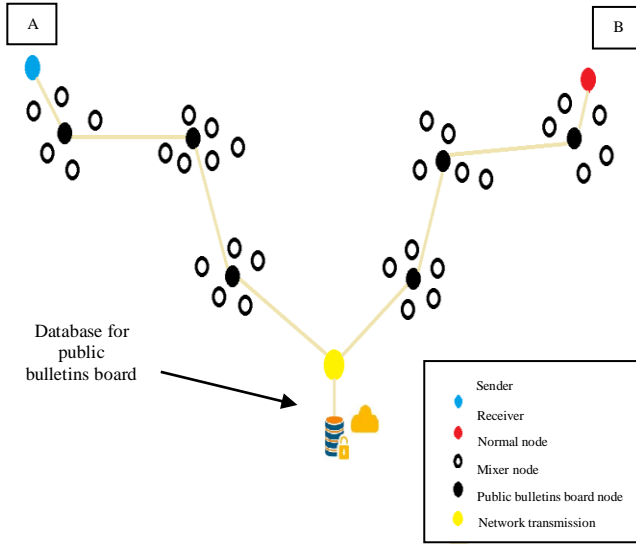 A
B
Database for
public
bulletins board
Sender
Receiver
Normal node
Mixer node
Public bulletins board node
Network transmission